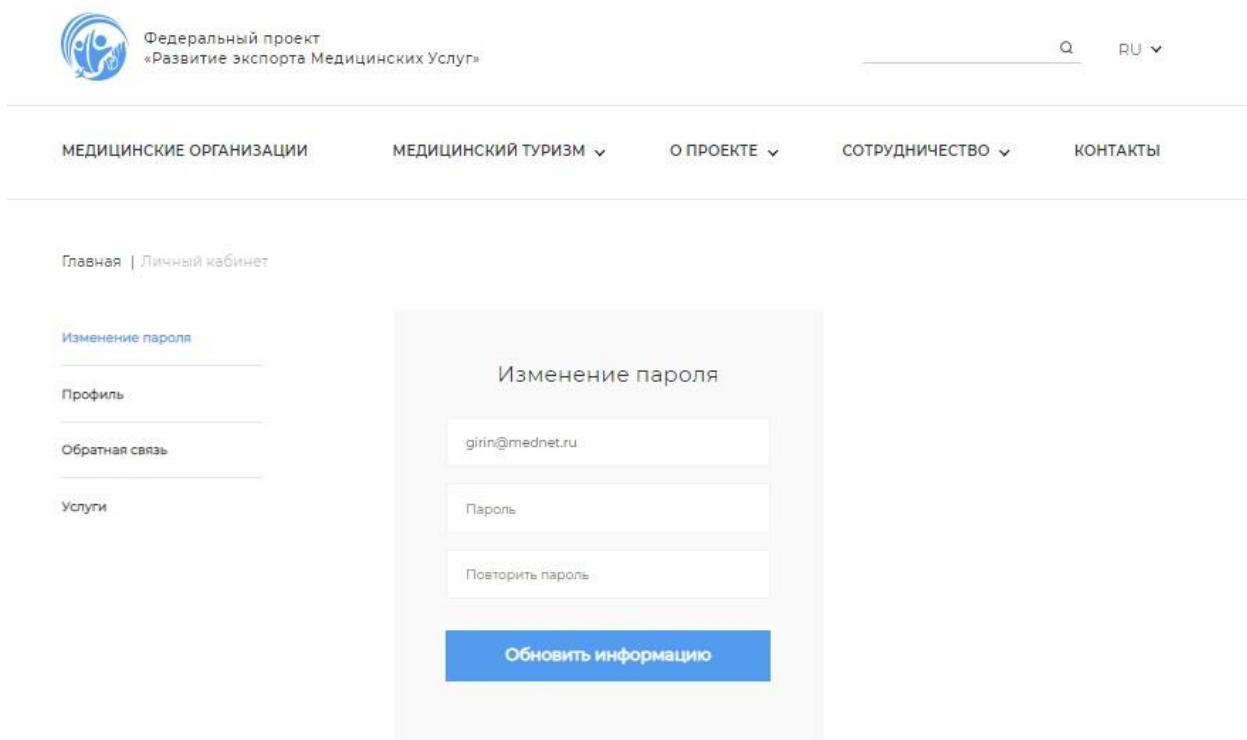 Федеральный проект
«Развитие экспорта Медицинских Услуг»
RU
МЕДИЦИНСКИЕ ОРГАНИЗАЦИИ МЕДИЦИНСКИЙ ТУРИЗМ О ПРОЕКТЕ СОТРУДНИЧЕСТВО КОНТАКТЫ
Главная | Личный кабинет
Изменение пароля
Профиль
Обратная связь
Услуги
Изменение пароля
girin@mednet.ru
Пароль
Повторить пароль
Обновить информацию